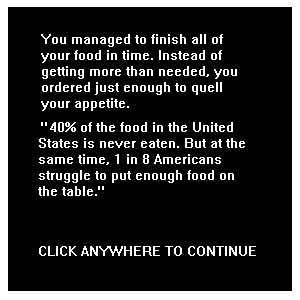 You managed to finish all of
your food in time. Instead of
getting more than needed, you
ordered just enough to quell
your appetite.
"40% of the food in the United
States is never eaten. But at the
same time, 1 in 8 Americans
struggle to put enough food on
the table."
CLICK ANYWHERE TO CONTINUE